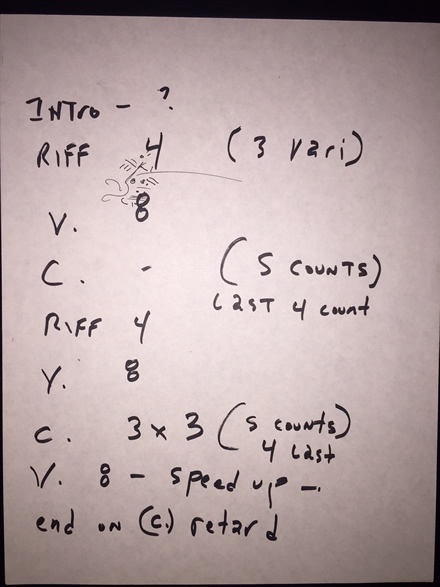 INTro - ?
RIFF 4 (3 Vari)
V. 8
C. - (5 COUNTS)
LAST 4 count
RIFF 4
V. 8
C. 3 x 3 (5 counts)
4 Last
V. 8 - speed up -
end on (C.) retard